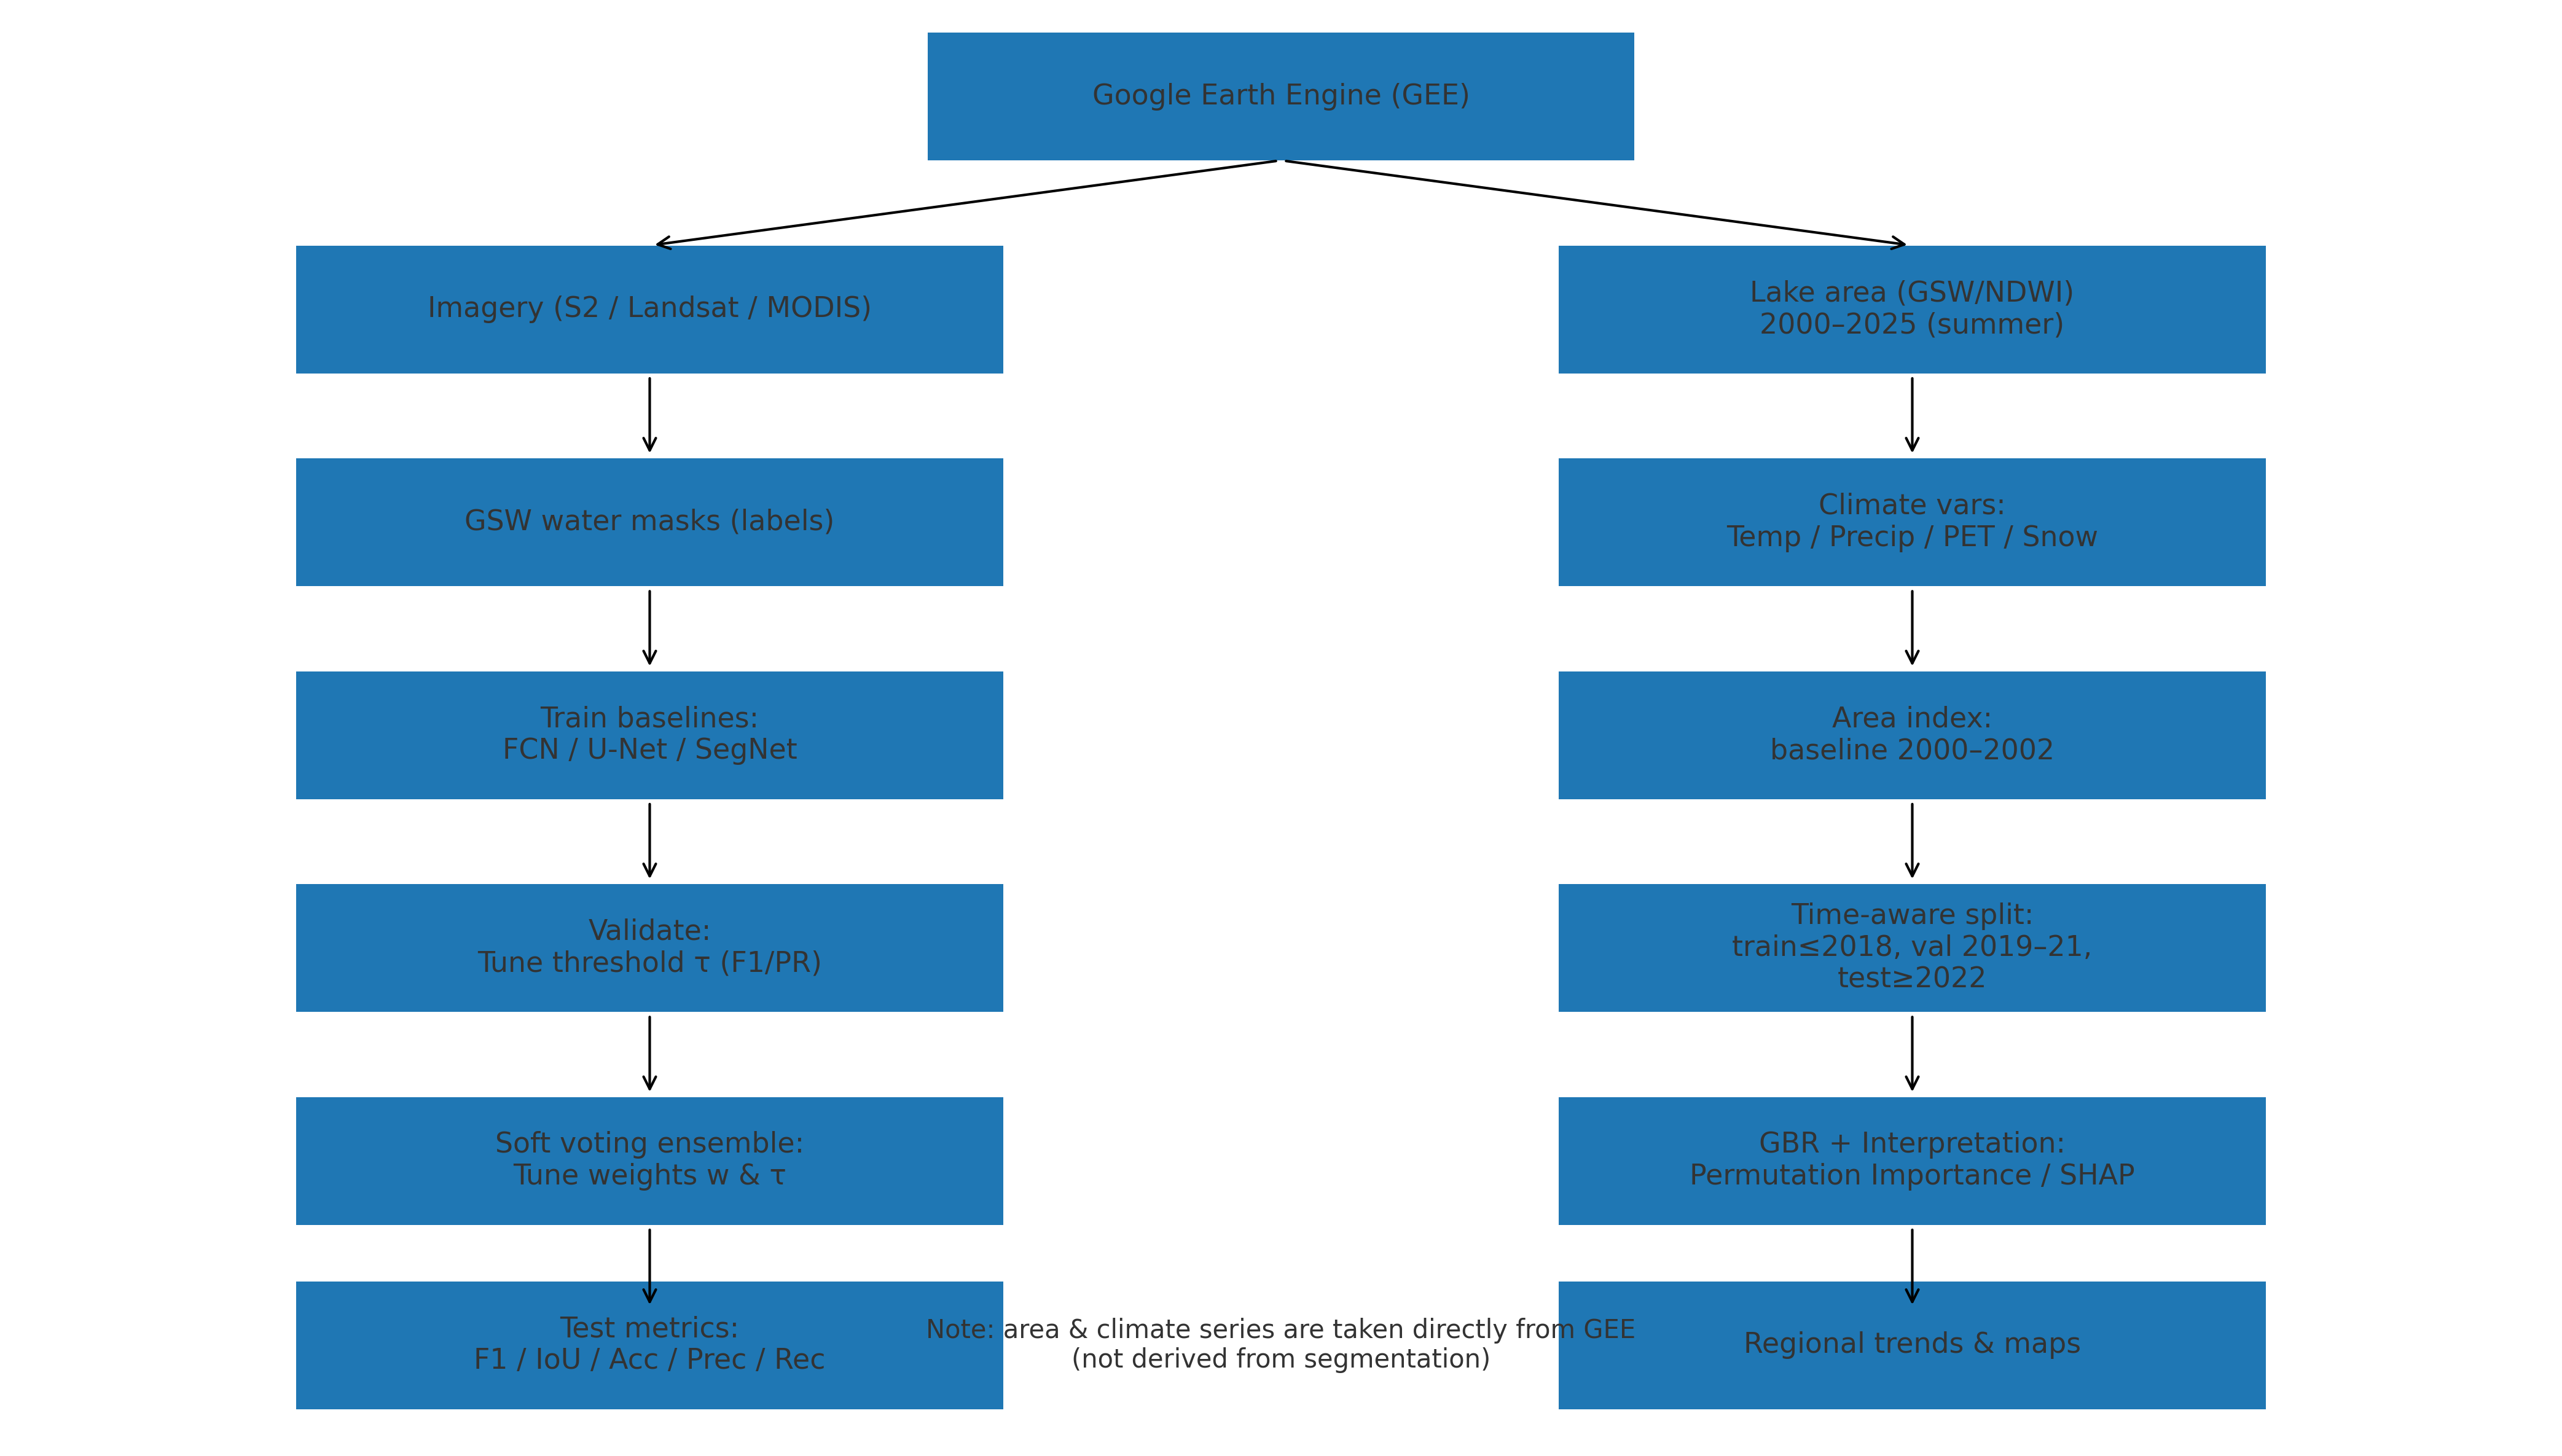 Google Earth Engine (GEE)
Imagery (S2 / Landsat / MODIS)
GSW water masks (labels)
Train baselines:
FCN / U-Net / SegNet
Validate:
Tune threshold τ (F1/PR)
Soft voting ensemble:
Tune weights w & τ
Test metrics:
F1 / IoU / Acc / Prec / Rec
Lake area (GSW/NDWI)
2000–2025 (summer)
Climate vars:
Temp / Precip / PET / Snow
Area index:
baseline 2000–2002
Time-aware split:
train≤2018, val 2019–21,
test≥2022
GBR + Interpretation:
Permutation Importance / SHAP
Regional trends & maps
Note: area & climate series are taken directly from GEE
(not derived from segmentation)